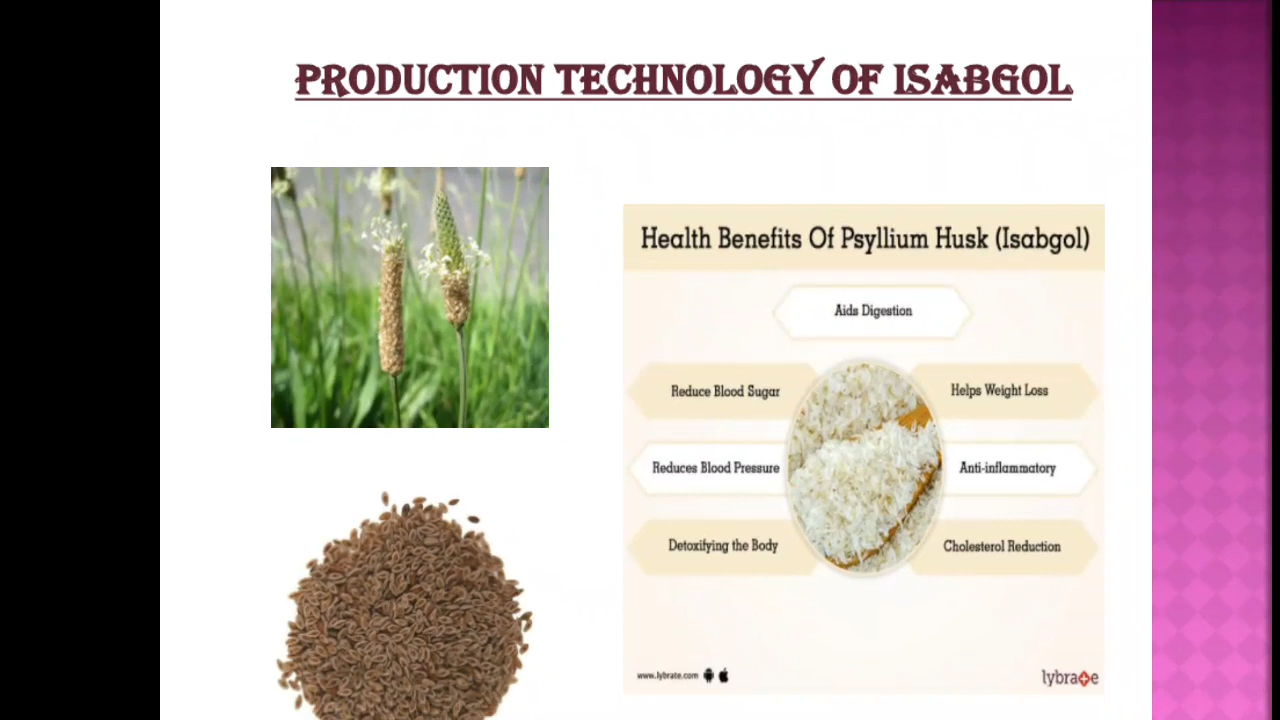 PRODUCTION TECHNOLOGY OF ISABGOL
Health Benefits Of Psyllium Husk (Isabgol)
Aids Digestion
Reduce Blood Sugar
Helps Weight Loss
Reduces Blood Pressure
Anti-inflammatory
Detoxifying the Body
Cholesterol Reduction
www.lybrate.com
lybrate